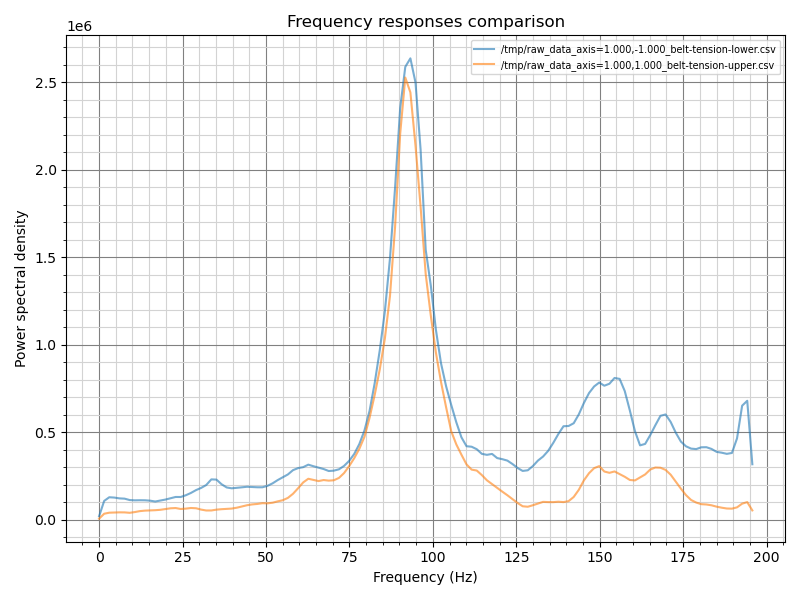 Frequency responses comparison
1e6
/tmp/raw_data_axis=1.000,-1.000_belt-tension-lower.csv
/tmp/raw_data_axis=1.000,1.000_belt-tension-upper.csv
2.5
2.0
1.5
1.0
0.5
0.0
Power spectral density
0 25 50 75 100 125 150 175 200
Frequency (Hz)